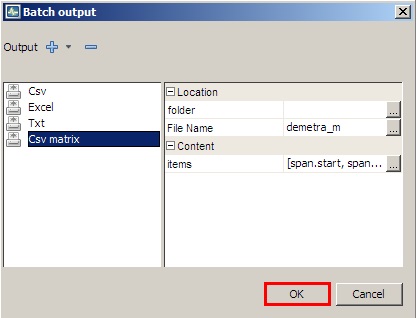 Batch output
Output
Csv
Excel
Txt
Csv matrix
Location
folder
...
File Name demetra_m ...
Content
items [span.start, span... ...
OK Cancel